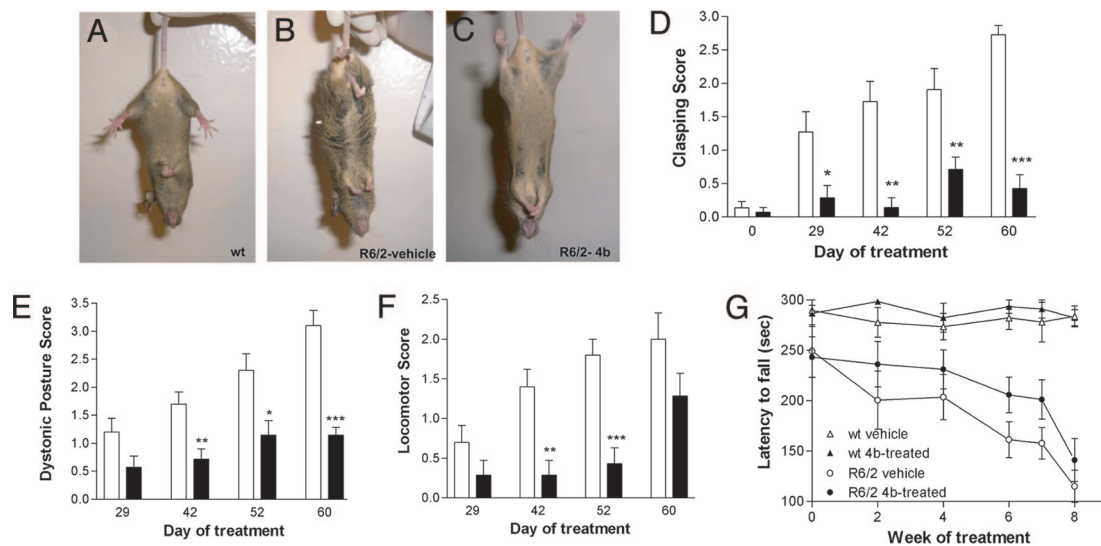 A
B
C
wt
R6/2-vehicle
R6/2- 4b
D
Clasping Score
3.0
2.5
2.0
1.5
1.0
0.5
0.0
*
**
**
***
0
29
42
52
60
Day of treatment
E
Dystonic Posture Score
3.5
3.0
2.5
2.0
1.5
1.0
0.5
0.0
**
*
***
29
42
52
60
Day of treatment
F
Locomotor Score
2.5
2.0
1.5
1.0
0.5
0.0
**
***
29
42
52
60
Day of treatment
G
Latency to fall (sec)
300
250
200
150
100
wt vehicle
wt 4b-treated
R6/2 vehicle
R6/2 4b-treated
0
2
4
6
8
Week of treatment